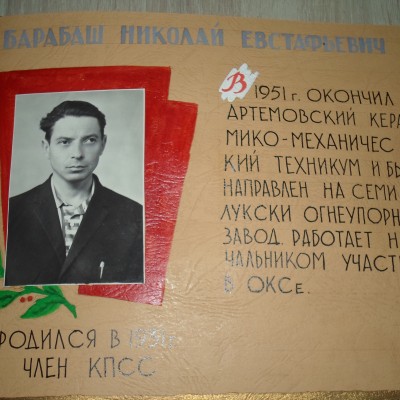 БАРАБАШ НИКОЛАЙ ЕВСТАФЬЕВИЧ
В 1951 г. ОКОНЧИЛ
АРТЕМОВСКИЙ КЕРА
МИКО-МЕХАНИЧЕС
КИЙ ТЕХНИКУМ И БЫ
НАПРАВЛЕН НА СЕМИ
ЛУКСКИ ОГНЕУПОРН
ЗАВОД. РАБОТАЕТ НА
ЧАЛЬНИКОМ УЧАСТ
В ОКСе.
РОДИЛСЯ В
ЧЛЕН КПСС